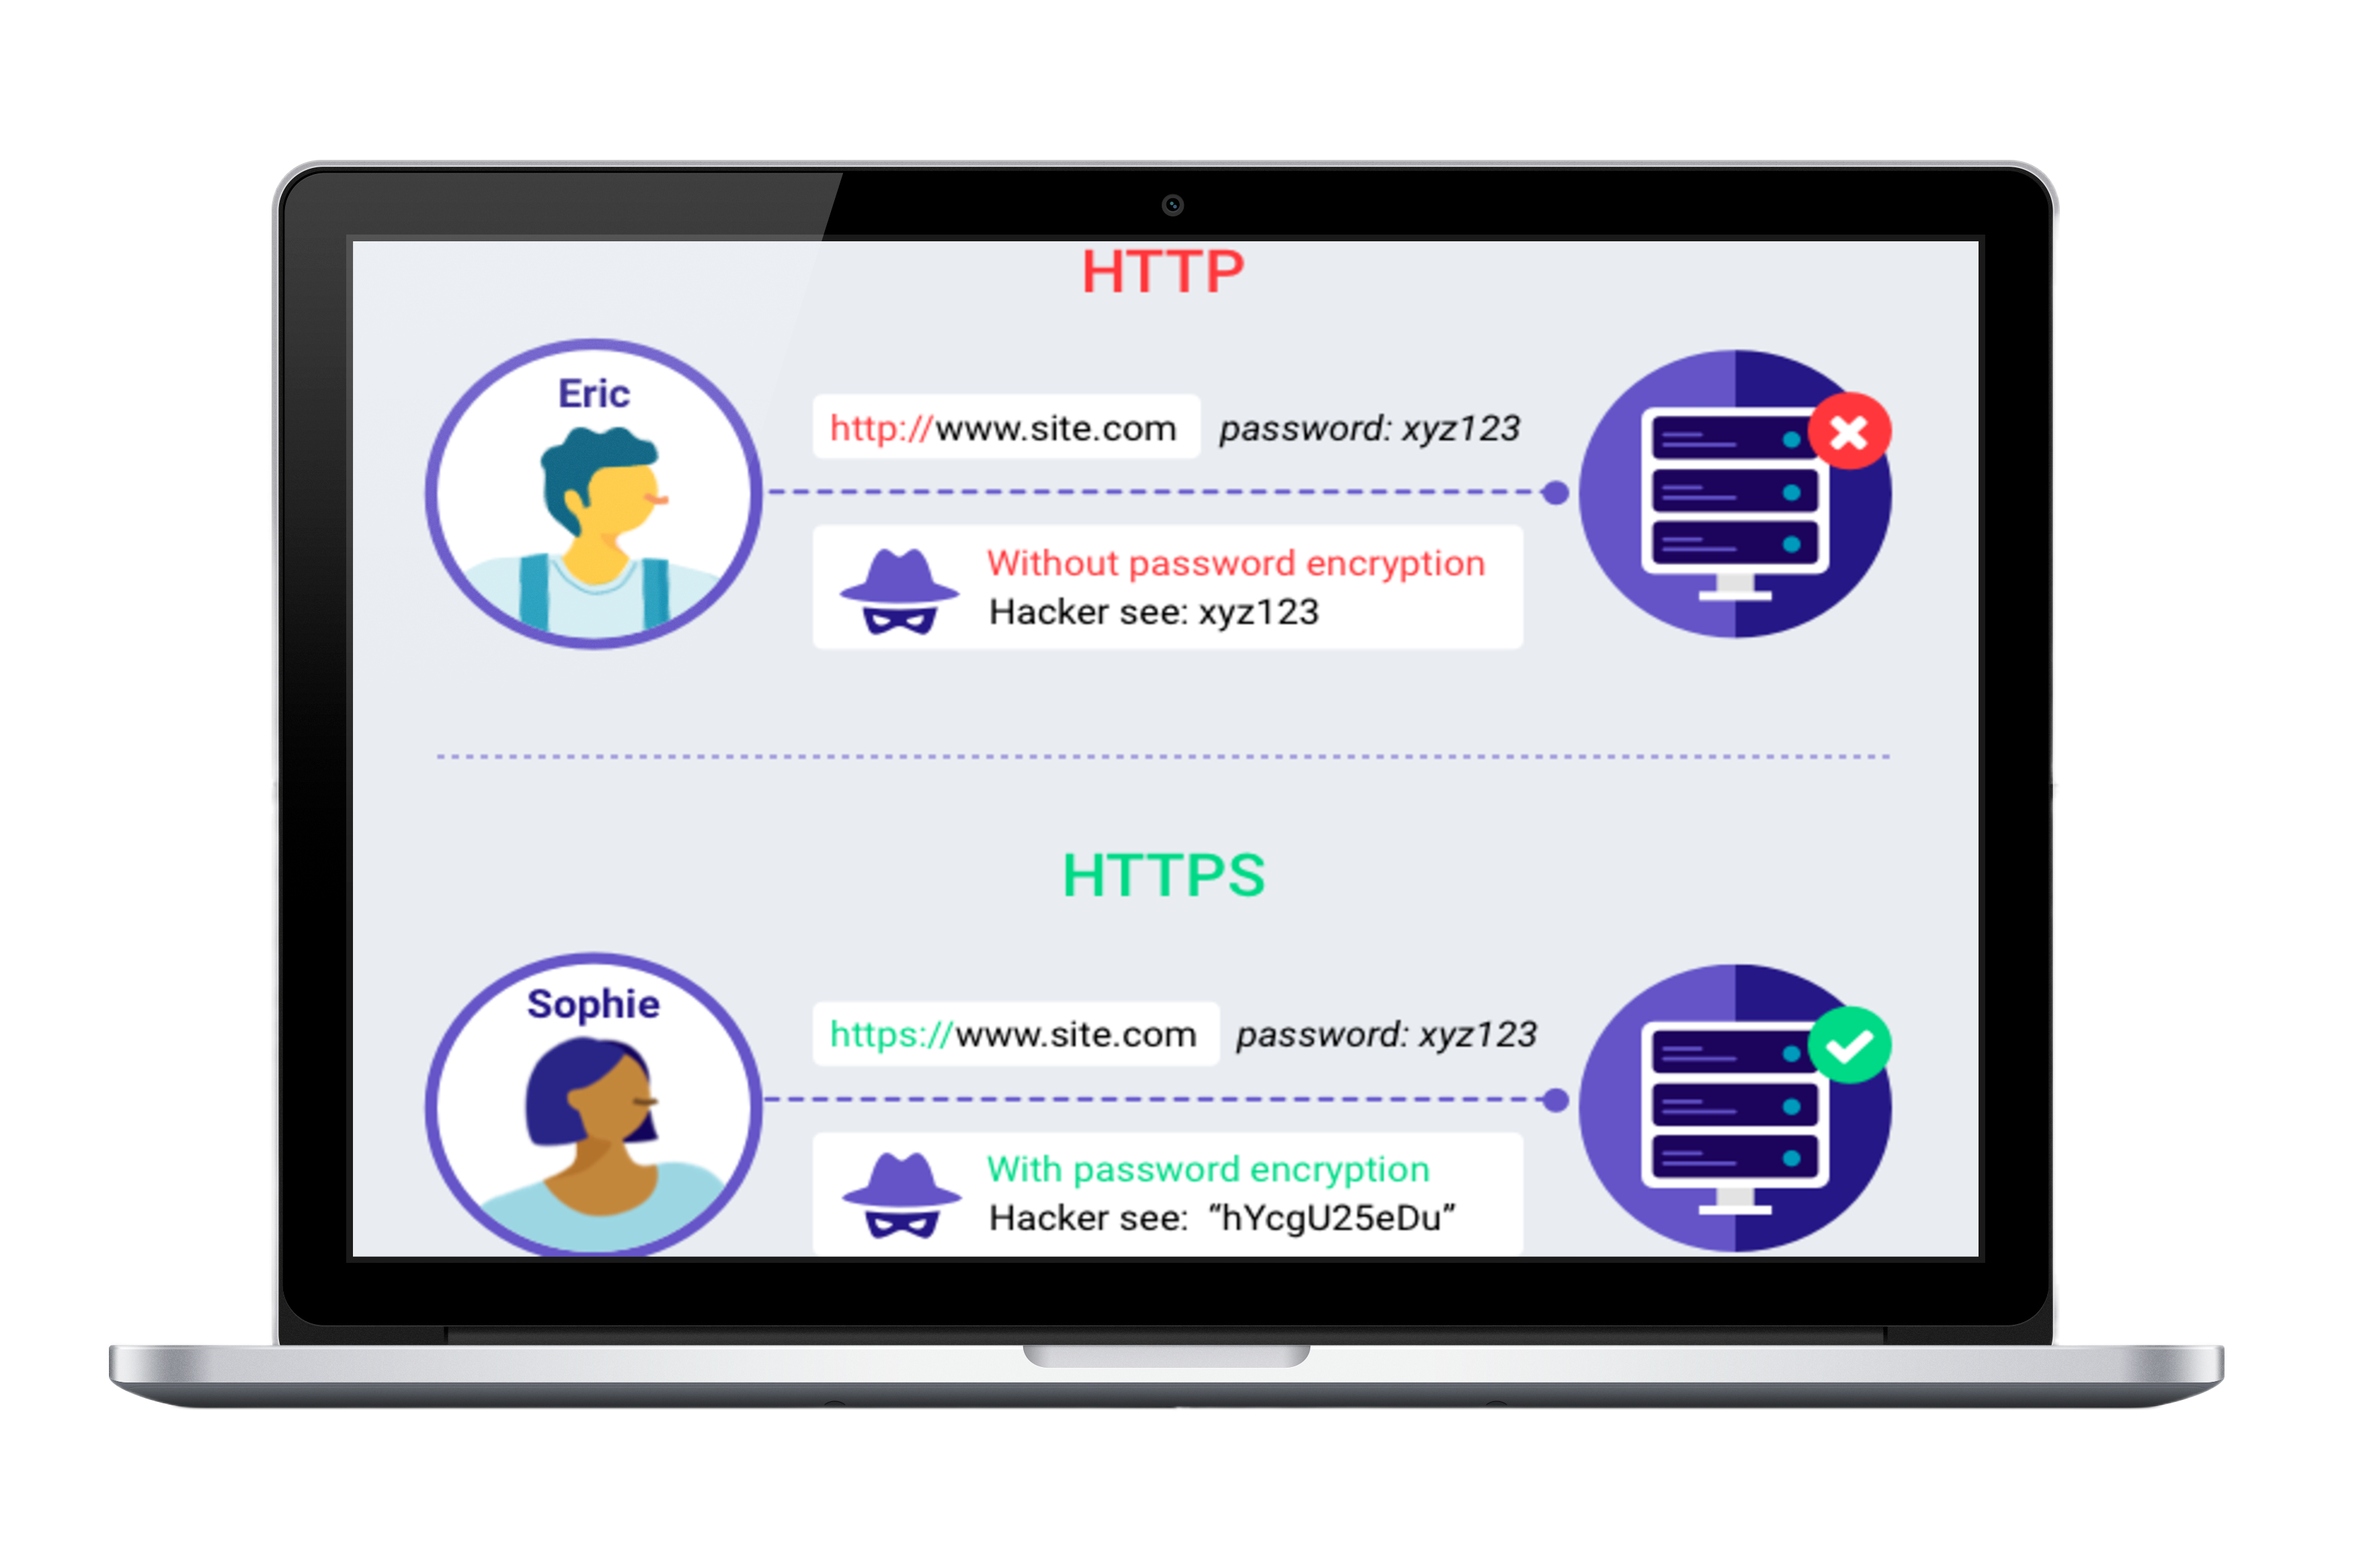 HTTP
Eric
http://www.site.com password: xyz123
Without password encryption
Hacker see: xyz123
HTTPS
Sophie
https://www.site.com password: xyz123
With password encryption
Hacker see: “hYcgU25eDu”